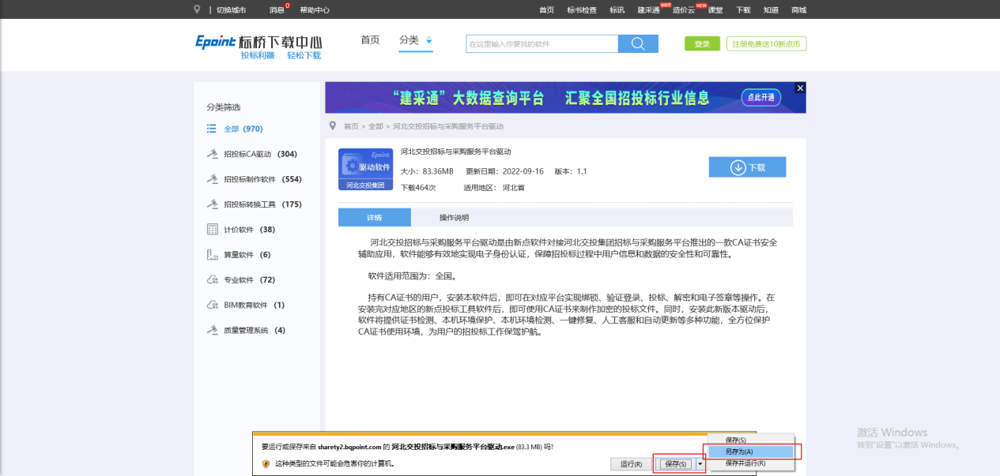 切换城市 消息 0 帮助中心 首页 标书检查 标讯 建采通 HOT 造价云 NEW 课堂 下载 知道 商城
Epoint 标桥下载中心
投标利器 轻松下载
首页 分类
在这里输入你要找的软件
登录 注册免费送10新点币
分类筛选
全部 (970)
招投标CA驱动 (304)
招投标制作软件 (554)
招投标转换工具 (175)
计价软件 (38)
算量软件 (6)
专业软件 (72)
BIM教育软件 (1)
质量管理系统 (4)
“建采通”大数据查询平台 汇聚全国招投标行业信息 点此开通 X
首页 > 全部 > 河北交投招标与采购服务平台驱动
Epoint
驱动软件
河北交投集团
河北交投招标与采购服务平台驱动
大小：83.36MB 更新日期：2022-09-16 版本：1.1
下载464次 适用地区： 河北省
下载
详情 操作说明
河北交投招标与采购服务平台驱动是由新点软件对接河北交投集团招标与采购服务平台推出的一款CA证书安全
辅助应用，软件能够有效地实现电子身份认证，保障招投标过程中用户信息和数据的安全性和可靠性。
软件适用范围为：全国。
持有CA证书的用户，安装本软件后，即可在对应平台实现绑锁、验证登录、投标、解密和电子签章等操作。在
安装完对应地区的新点投标工具软件后，即可使用CA证书来制作加密的投标文件。同时，安装此新版本驱动后，
软件将提供证书检测、本机环境保护、本机环境检测、一键修复、人工客服和自动更新等多种功能，全方位保护
CA证书使用环境，为用户的招投标工作保驾护航。
要运行或保存来自 sharety2.bqpoint.com 的 河北交投招标与采购服务平台驱动.exe (83.3 MB) 吗?
这种类型的文件可能会危害你的计算机。
运行(R) 保存(S)
保存(S)
另存为(A)
保存并运行(R)
激活 Windows
转到"设置"以激活 Windows。